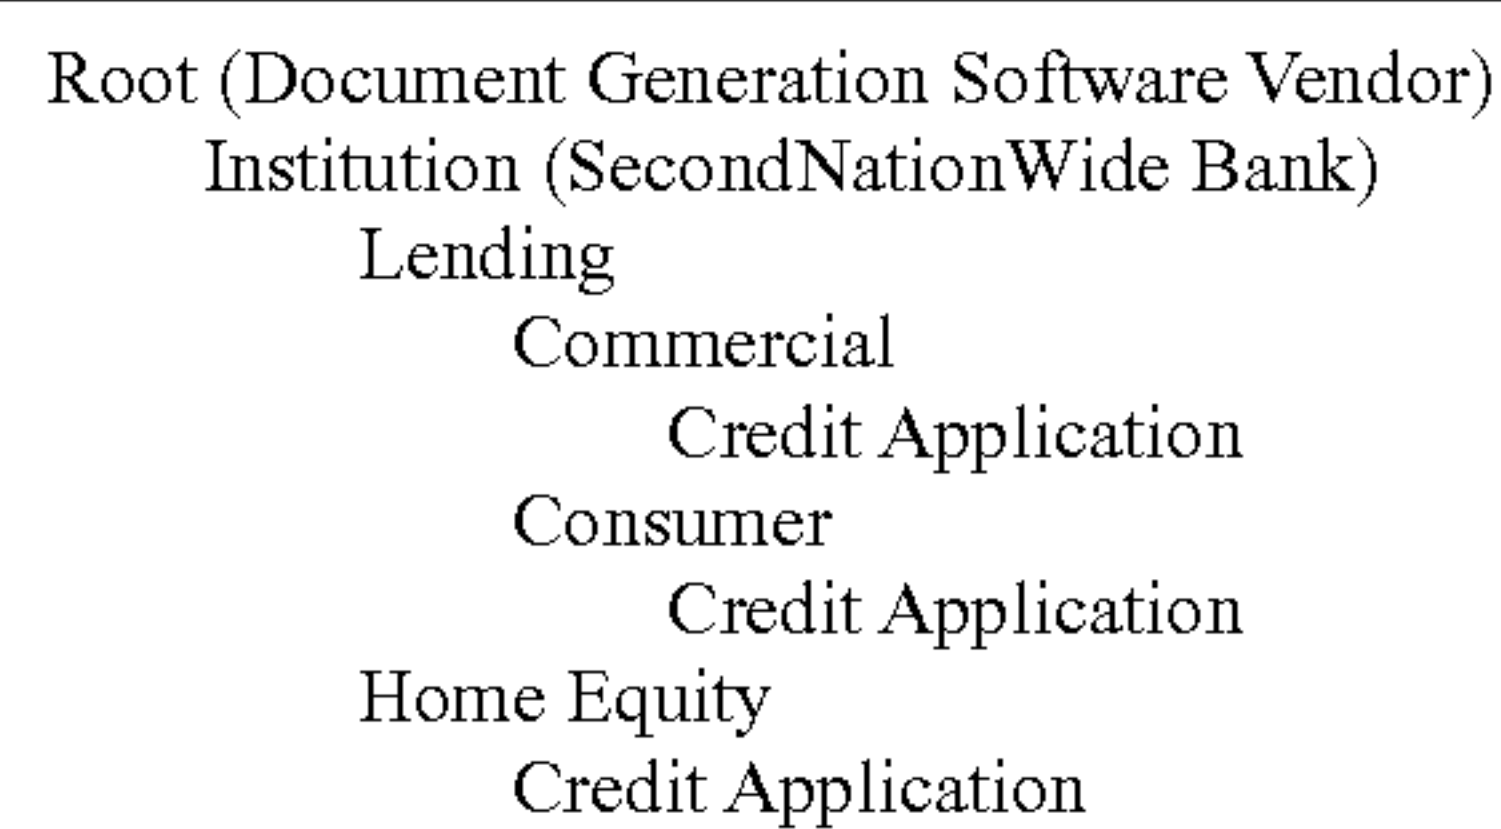 Root (Document Generation Software Vendor)
Institution (SecondNationWide Bank)
Lending
Commercial
Credit Application
Consumer
Credit Application
Home Equity
Credit Application